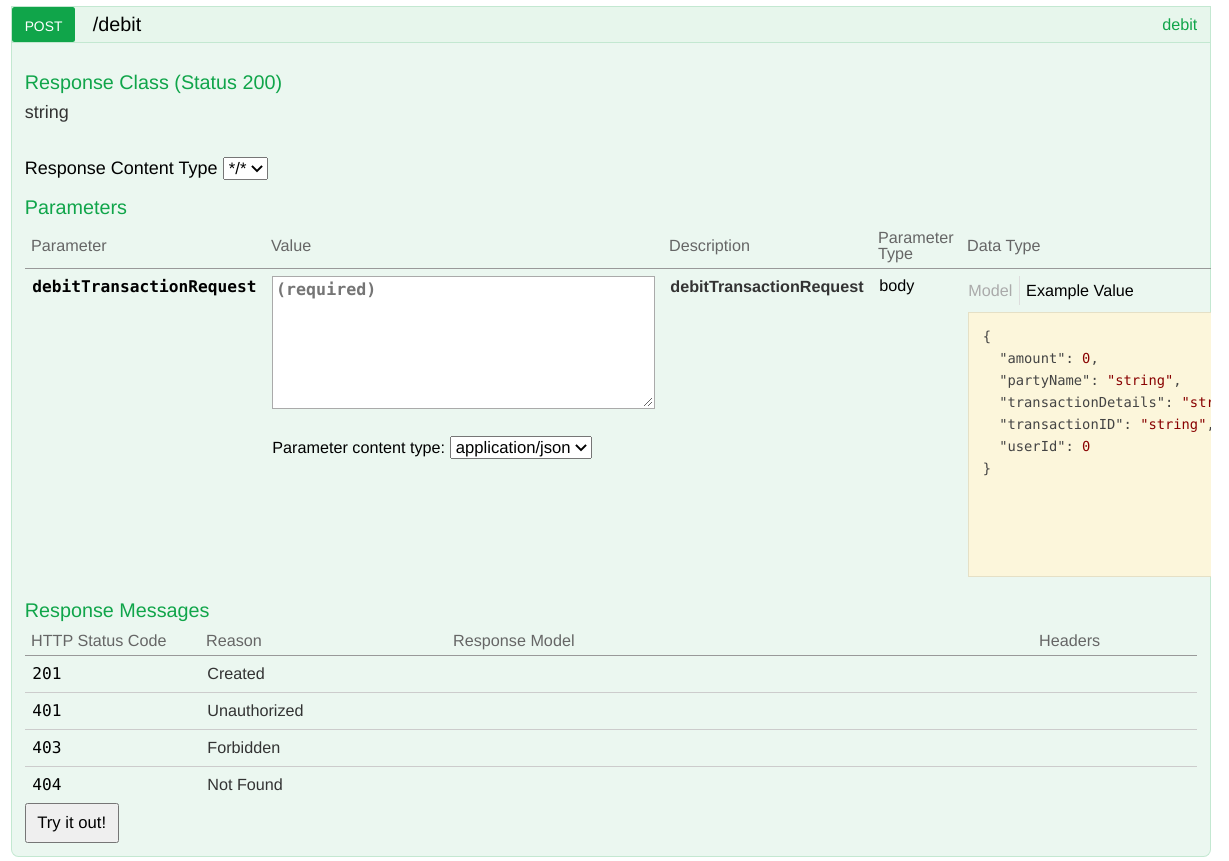 POST /debit debit
Response Class (Status 200)
string
Response Content Type */*
Parameters
Parameter Value Description Parameter Type Data Type
debitTransactionRequest (required) debitTransactionRequest body Model Example Value
{
"amount": 0,
"partyName": "string",
"transactionDetails": "str
"transactionID": "string",
"userId": 0
}
Parameter content type: application/json
Response Messages
HTTP Status Code Reason Response Model Headers
201 Created
401 Unauthorized
403 Forbidden
404 Not Found
Try it out!